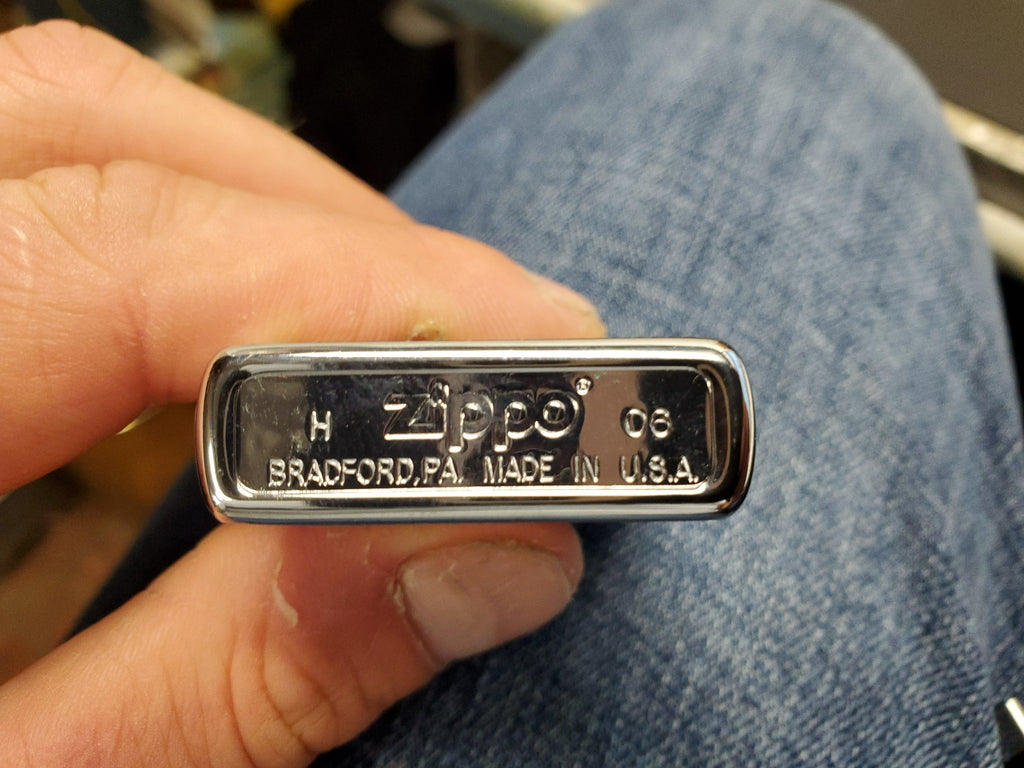 H Zippo® 06
BRADFORD,PA. MADE IN U.S.A.